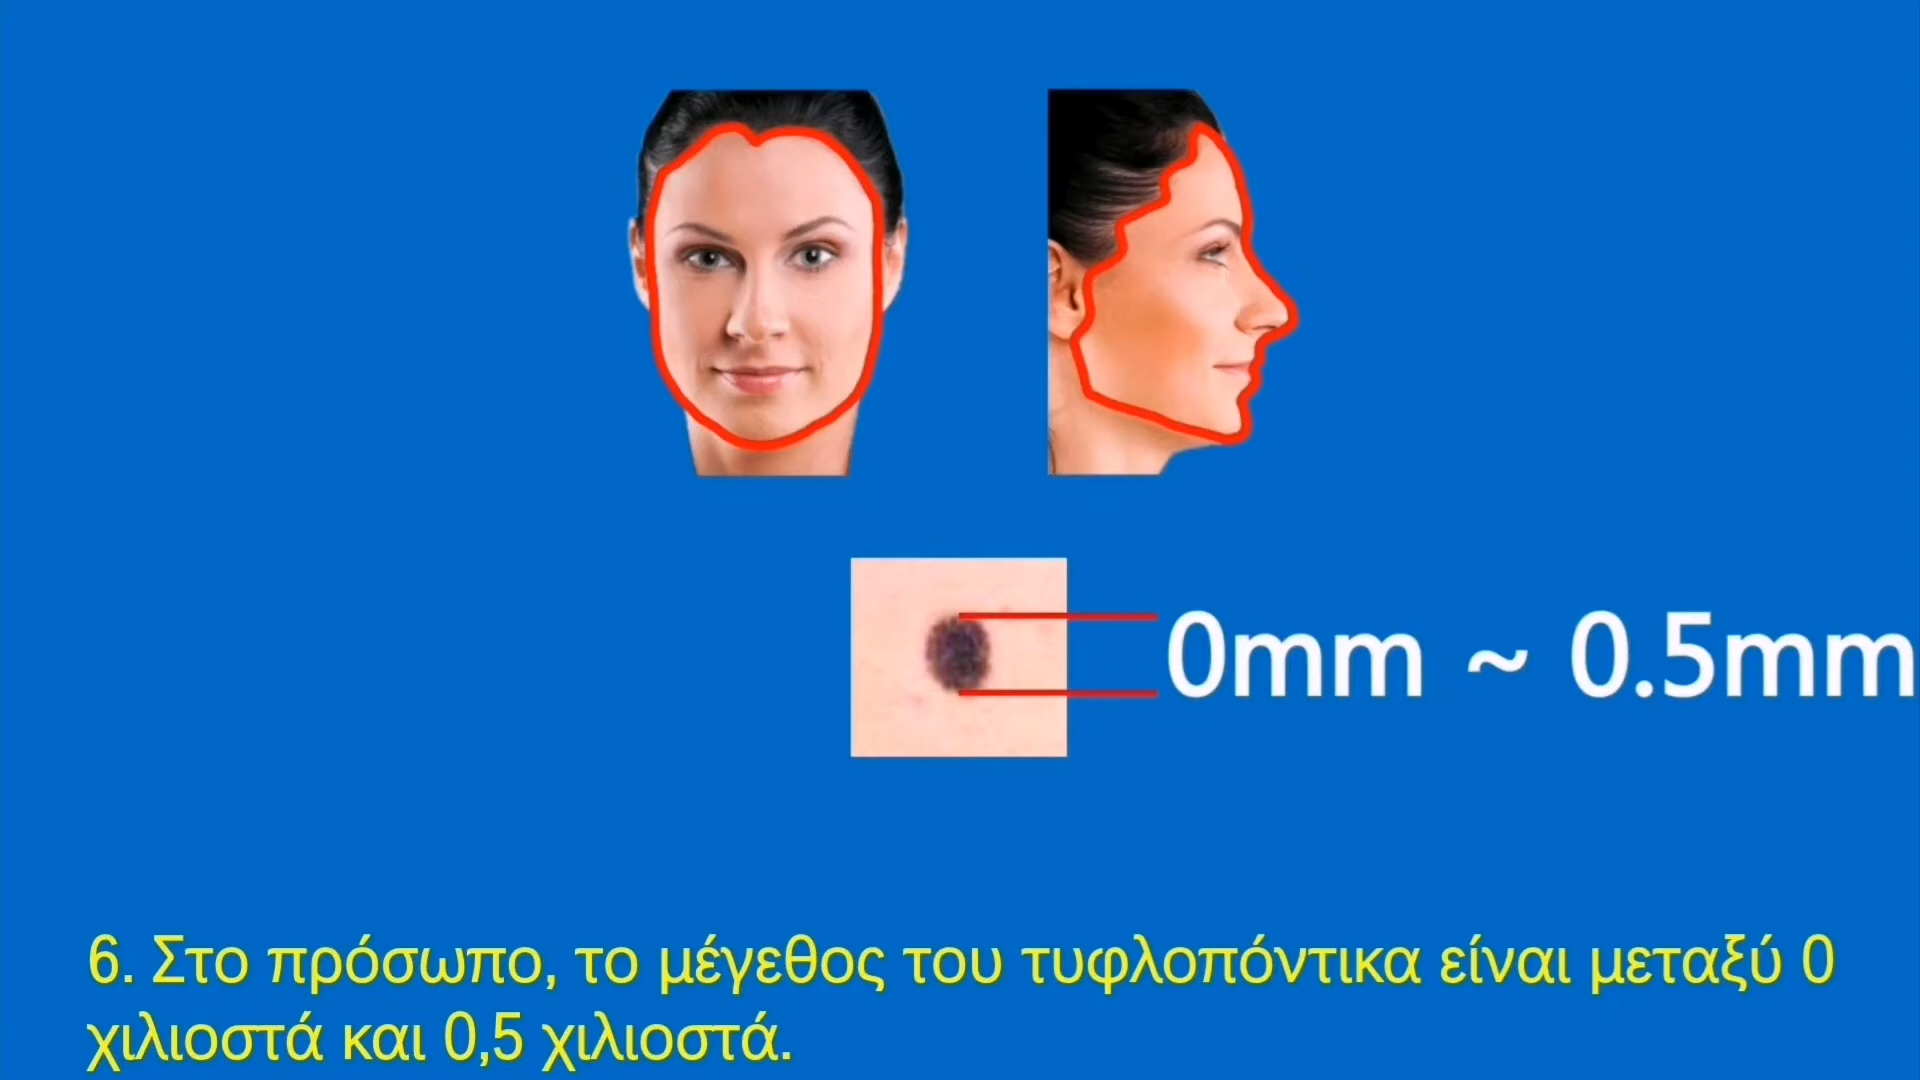 0mm ~ 0.5mm
6. Στο πρόσωπο, το μέγεθος του τυφλοπόντικα είναι μεταξύ 0
χιλιοστά και 0,5 χιλιοστά.